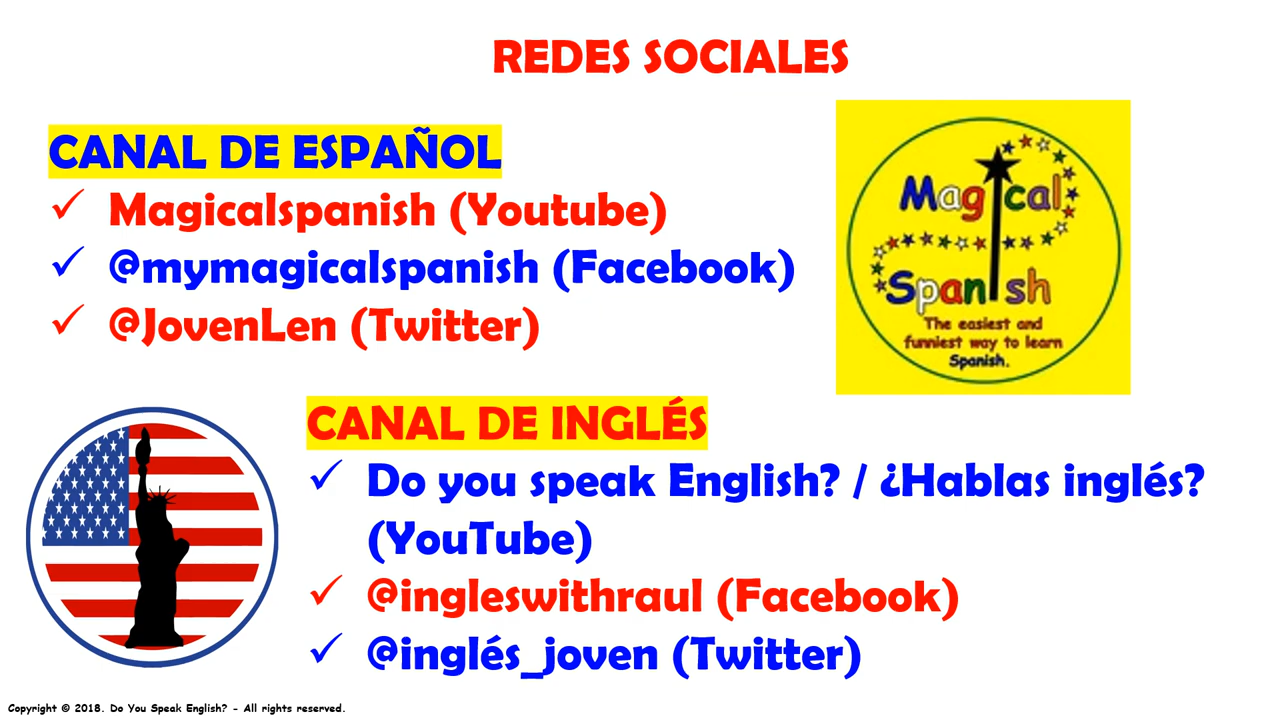 REDES SOCIALES
CANAL DE ESPAÑOL
Magicalspanish (Youtube)
@mymagicalspanish (Facebook)
@JovenLen (Twitter)
Magical
Spanish
The easiest and
funniest way to learn
Spanish.
CANAL DE INGLÉS
Do you speak English? / ¿Hablas inglés?
(YouTube)
@ingleswithraul (Facebook)
@inglés_joven (Twitter)
Copyright © 2018. Do You Speak English? - All rights reserved.